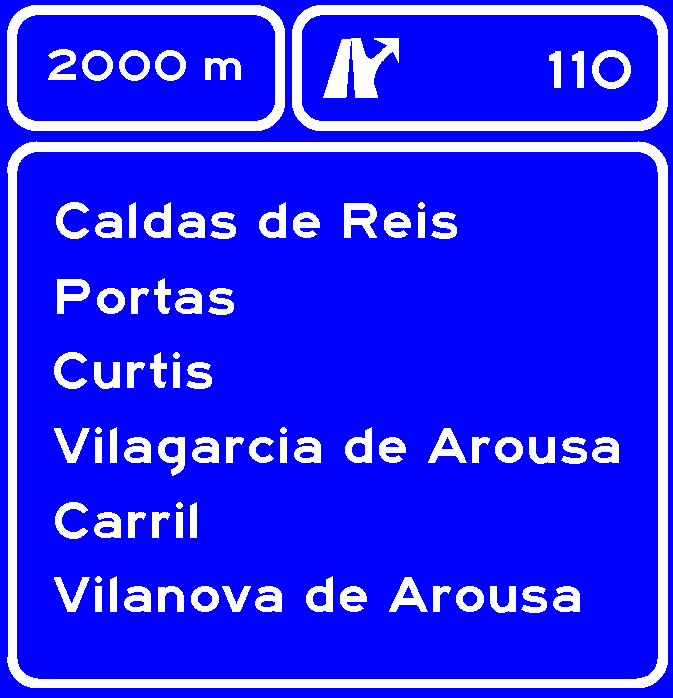 2000 m
110
Caldas de Reis
Portas
Curtis
Vilagarcia de Arousa
Carril
Vilanova de Arousa